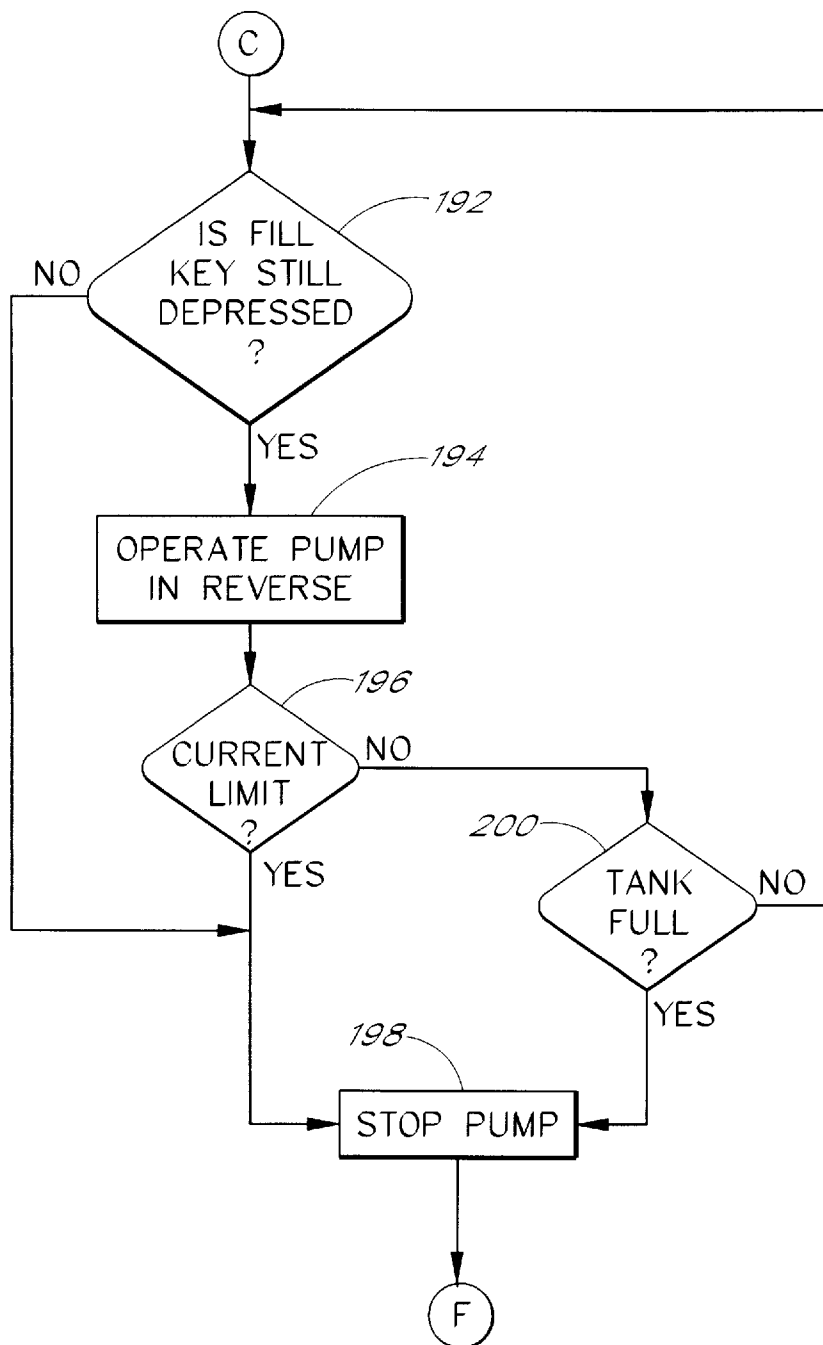 C
192
IS FILL
KEY STILL
DEPRESSED
?
NO
YES
194
OPERATE PUMP
IN REVERSE
196
CURRENT
LIMIT
?
NO
YES
200
TANK
FULL
?
NO
YES
198
STOP PUMP
F